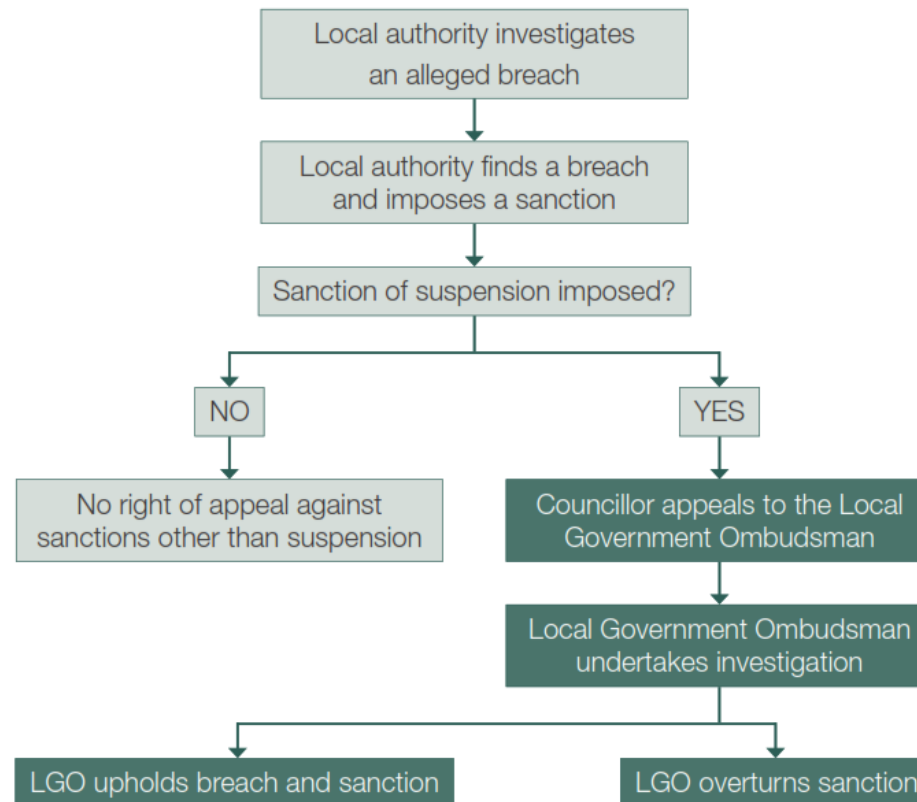 Local authority investigates
an alleged breach
Local authority finds a breach
and imposes a sanction
Sanction of suspension imposed?
NO
YES
No right of appeal against
sanctions other than suspension
Councillor appeals to the Local
Government Ombudsman
Local Government Ombudsman
undertakes investigation
LGO upholds breach and sanction
LGO overturns sanction